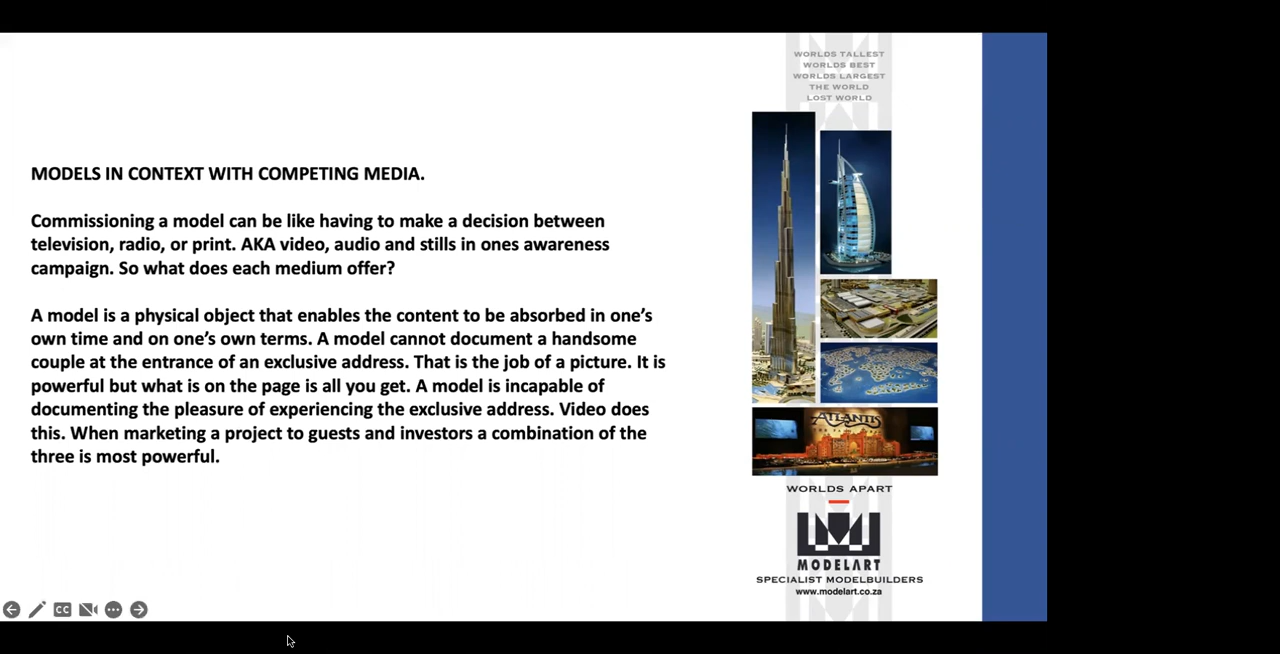 MODELS IN CONTEXT WITH COMPETING MEDIA.
Commissioning a model can be like having to make a decision between
television, radio, or print. AKA video, audio and stills in ones awareness
campaign. So what does each medium offer?
A model is a physical object that enables the content to be absorbed in one’s
own time and on one’s own terms. A model cannot document a handsome
couple at the entrance of an exclusive address. That is the job of a picture. It is
powerful but what is on the page is all you get. A model is incapable of
documenting the pleasure of experiencing the exclusive address. Video does
this. When marketing a project to guests and investors a combination of the
three is most powerful.
WORLDS TALLEST
WORLDS BEST
WORLDS LARGEST
THE WORLD
LOST WORLD
ATLANTIS
WORLDS APART
MODELART
SPECIALIST MODELBUILDERS
www.modelart.co.za
CC